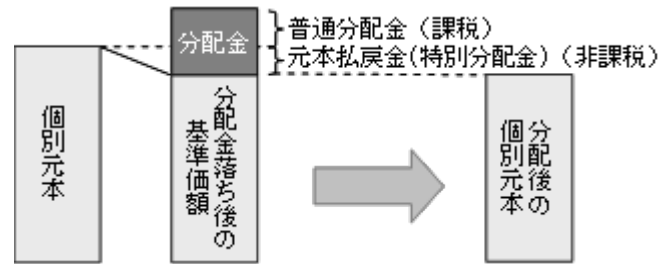 分配金
普通分配金（課税）
元本払戻金(特別分配金)（非課税）
個別元本
分配金落ち後の
基準価額
分配後の
個別元本